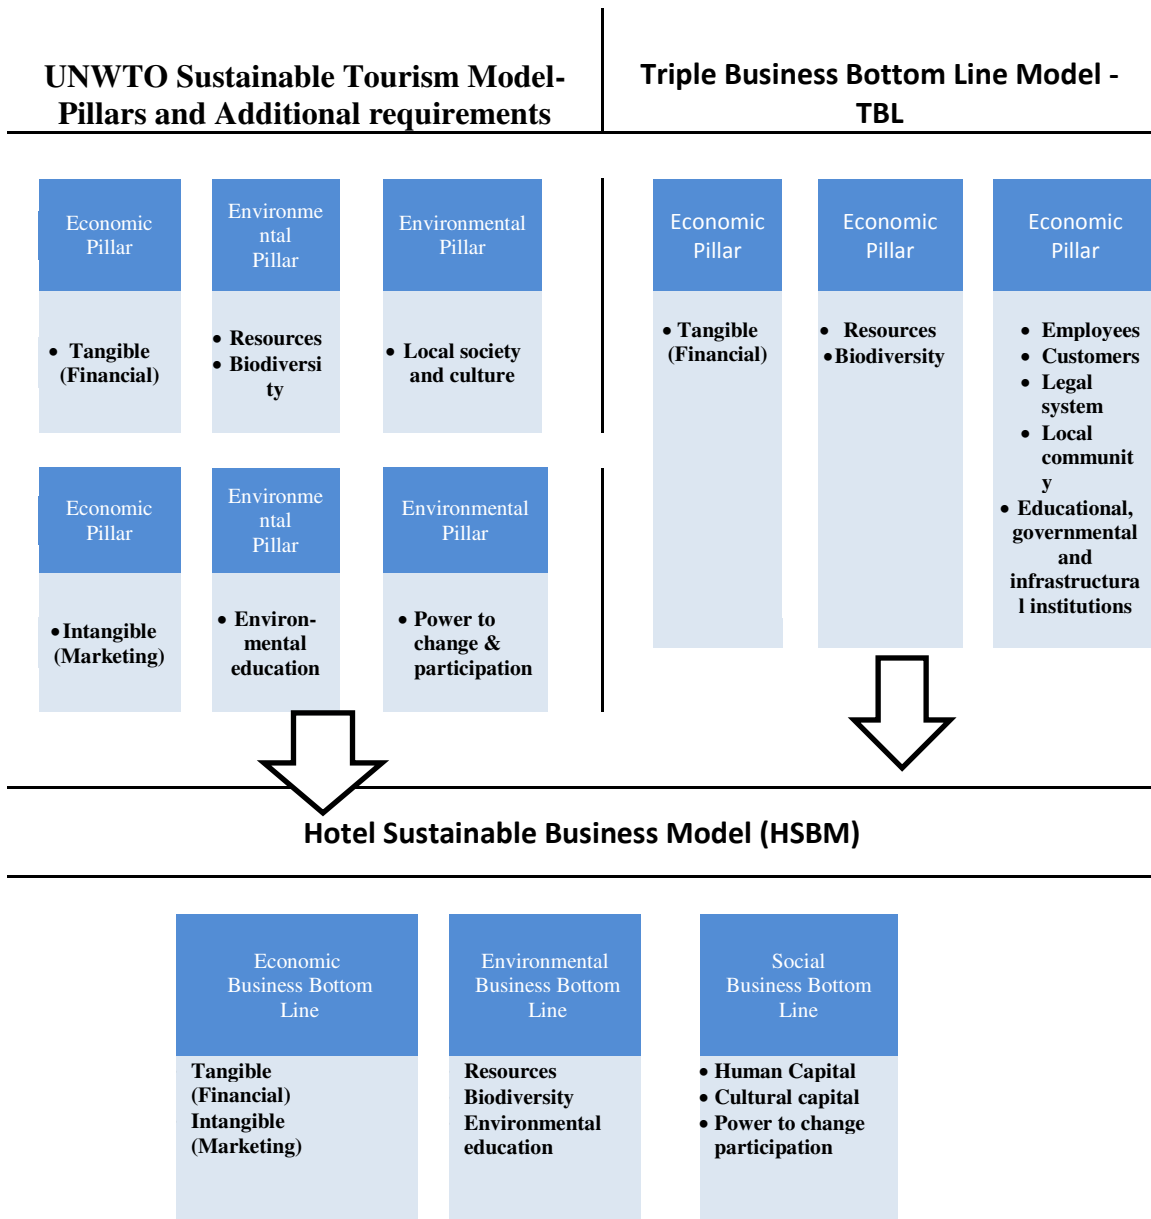 UNWTO Sustainable Tourism Model-
Pillars and Additional requirements
Triple Business Bottom Line Model -
TBL
Economic
Pillar
• Tangible
(Financial)
Environme
ntal
Pillar
• Resources
• Biodiversi
ty
Environmental
Pillar
• Local society
and culture
Economic
Pillar
• Intangible
(Marketing)
Environme
ntal
Pillar
• Environ-
mental
education
Environmental
Pillar
• Power to
change &
participation
Economic
Pillar
• Tangible
(Financial)
Economic
Pillar
• Resources
• Biodiversity
Economic
Pillar
• Employees
• Customers
• Legal
system
• Local
communit
y
• Educational,
governmental
and
infrastructura
l institutions
Hotel Sustainable Business Model (HSBM)
Economic
Business Bottom
Line
Tangible
(Financial)
Intangible
(Marketing)
Environmental
Business Bottom
Line
Resources
Biodiversity
Environmental
education
Social
Business Bottom
Line
• Human Capital
• Cultural capital
• Power to change
participation